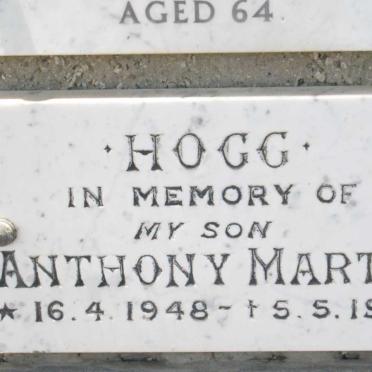 AGED 64
· HOGG ·
IN MEMORY OF
MY SON
ANTHONY MART
★ 16.4.1948 - † 5.5.19